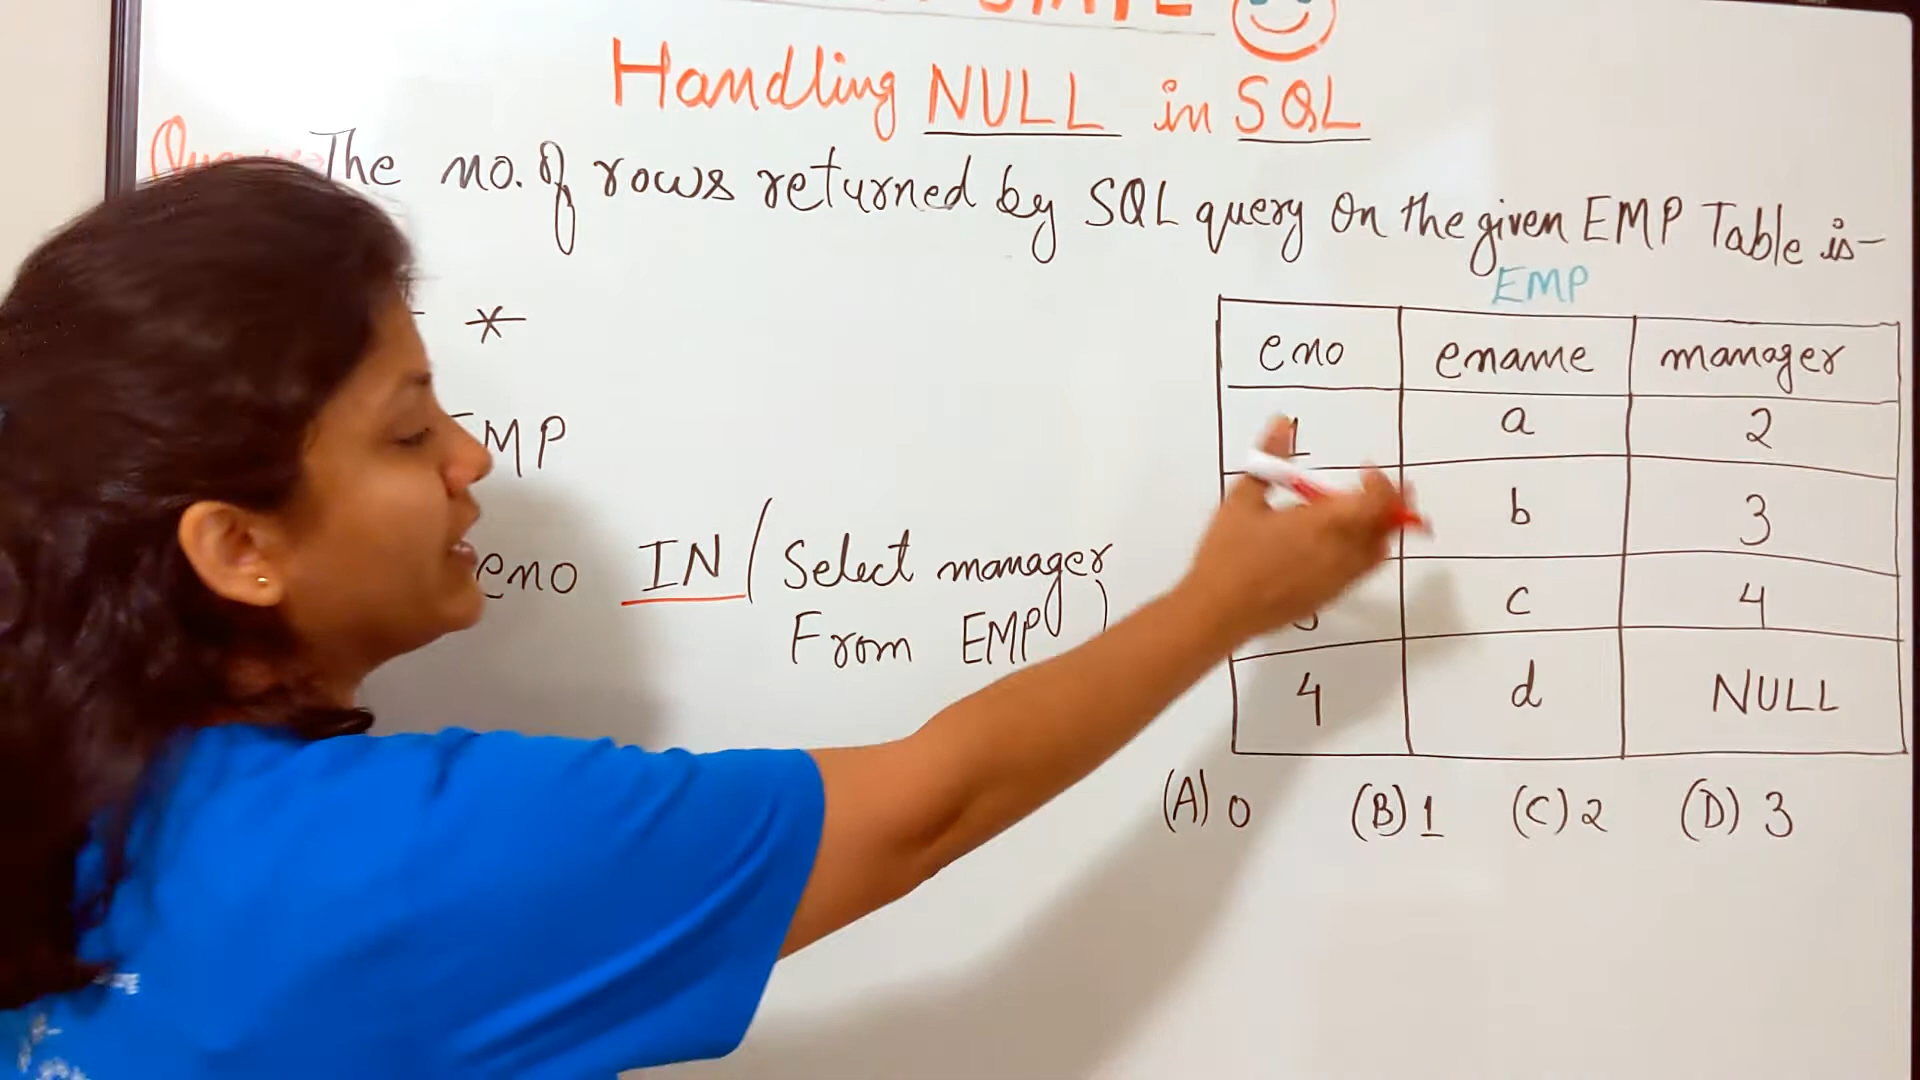 Handling NULL in SQL
The no. of rows returned by SQL query on the given EMP Table is-
EMP
*
eno ename manager
1 a 2
b 3
c 4
4 d NULL
MP
eno IN (Select manager
From EMP)
(A) 0 (B) 1 (C) 2 (D) 3